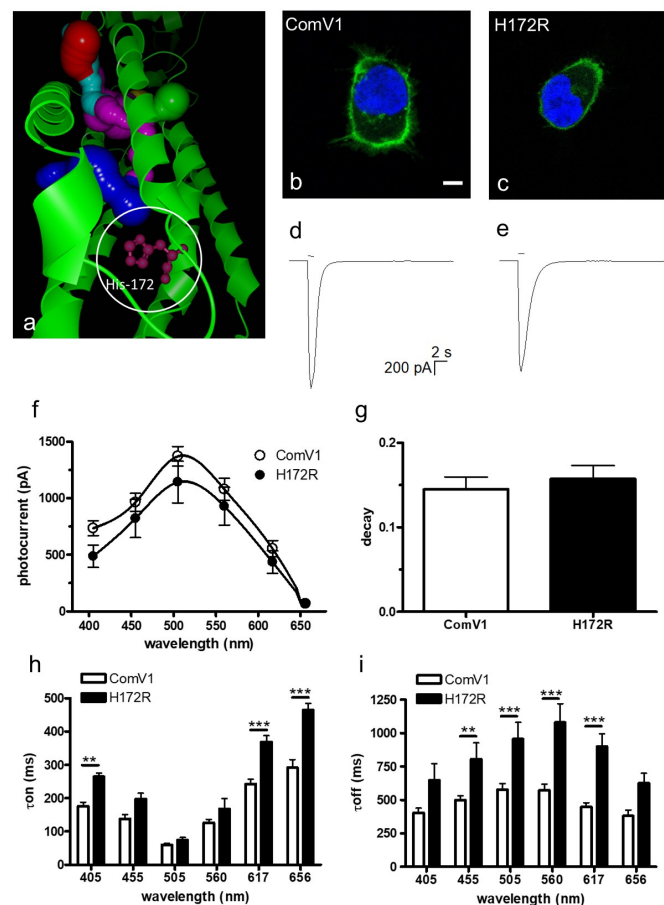 ComV1
H172R
His-172
a
b
c
d
e
2 s
200 pA
f
g
1500
1000
500
0
photocurrent (pA)
ComV1
H172R
400 450 500 550 600 650
wavelength (nm)
0.2
0.1
0.0
decay
ComV1 H172R
h
i
ComV1
H172R
500
400
300
200
100
0
τon (ms)
** *** ***
405 455 505 560 617 656
wavelength (nm)
ComV1
H172R
1250
1000
750
500
250
0
τoff (ms)
** *** *** ***
405 455 505 560 617 656
wavelength (nm)